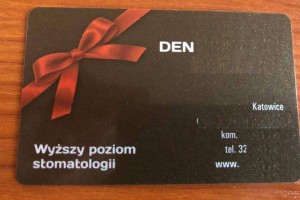 DEN
Katowice
kom.
tel. 32
Wyższy poziom
stomatologii
www.